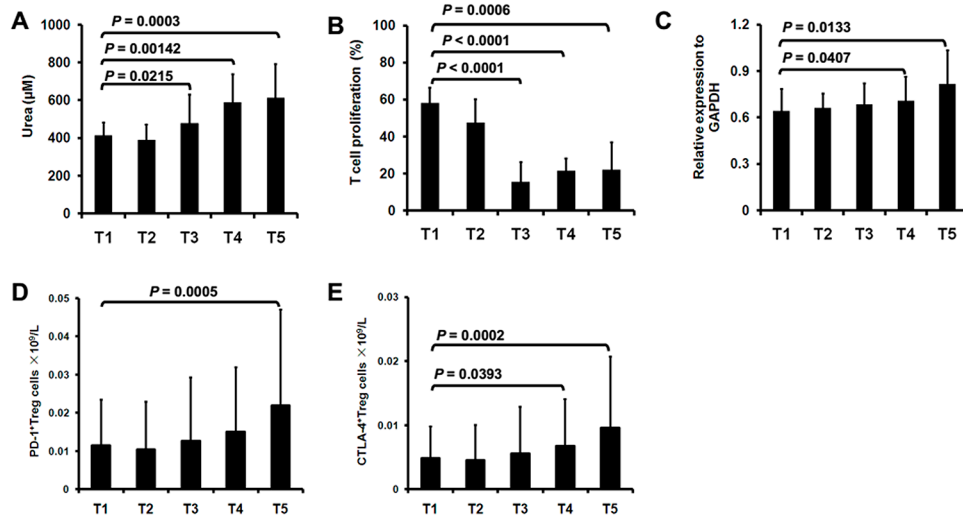 A
P = 0.0003
P = 0.00142
P = 0.0215
Urea (µM)
1000
800
600
400
200
0
T1 T2 T3 T4 T5
B
P = 0.0006
P < 0.0001
P < 0.0001
T cell proliferation (%)
100
80
60
40
20
0
T1 T2 T3 T4 T5
C
P = 0.0133
P = 0.0407
Relative expression to
GAPDH
1.2
0.9
0.6
0.3
0
T1 T2 T3 T4 T5
D
P = 0.0005
PD-1⁺Treg cells ×10⁹/L
0.05
0.04
0.03
0.02
0.01
0
T1 T2 T3 T4 T5
E
P = 0.0002
P = 0.0393
CTLA-4⁺Treg cells ×10⁹/L
0.03
0.02
0.01
0
T1 T2 T3 T4 T5